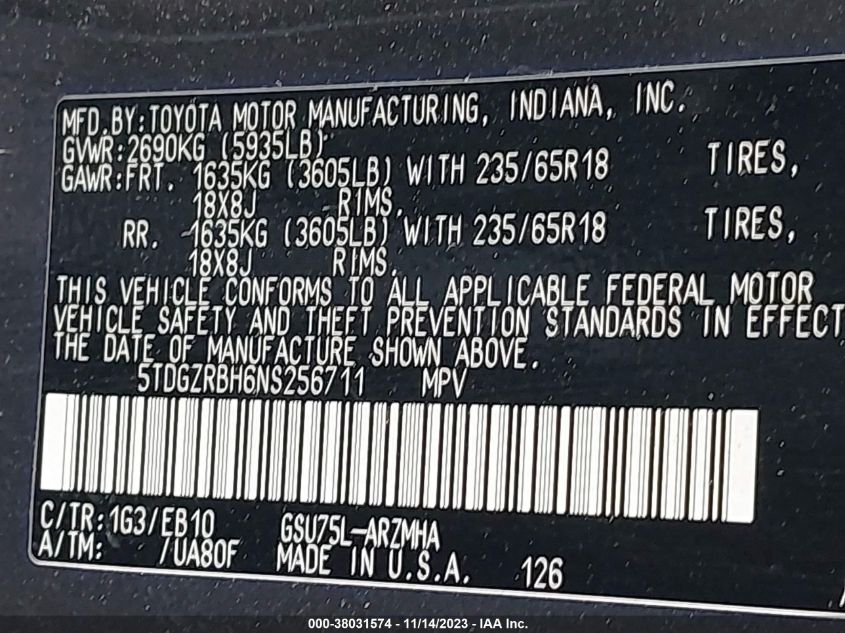 MFD.BY:TOYOTA MOTOR MANUFACTURING, INDIANA, INC.
GVWR:2690KG (5935LB)
GAWR:FRT. 1635KG (3605LB) WITH 235/65R18 TIRES,
18X8J RIMS.
RR. 1635KG (3605LB) WITH 235/65R18 TIRES,
18X8J RIMS.
THIS VEHICLE CONFORMS TO ALL APPLICABLE FEDERAL MOTOR
VEHICLE SAFETY AND THEFT PREVENTION STANDARDS IN EFFECT
THE DATE OF MANUFACTURE SHOWN ABOVE.
5TDGZRBH6NS256711 MPV
C/TR:1G3/EB10 GSU75L-ARZMHA
A/TM: /UA80F MADE IN U.S.A. 126
000-38031574 - 11/14/2023 - IAA Inc.